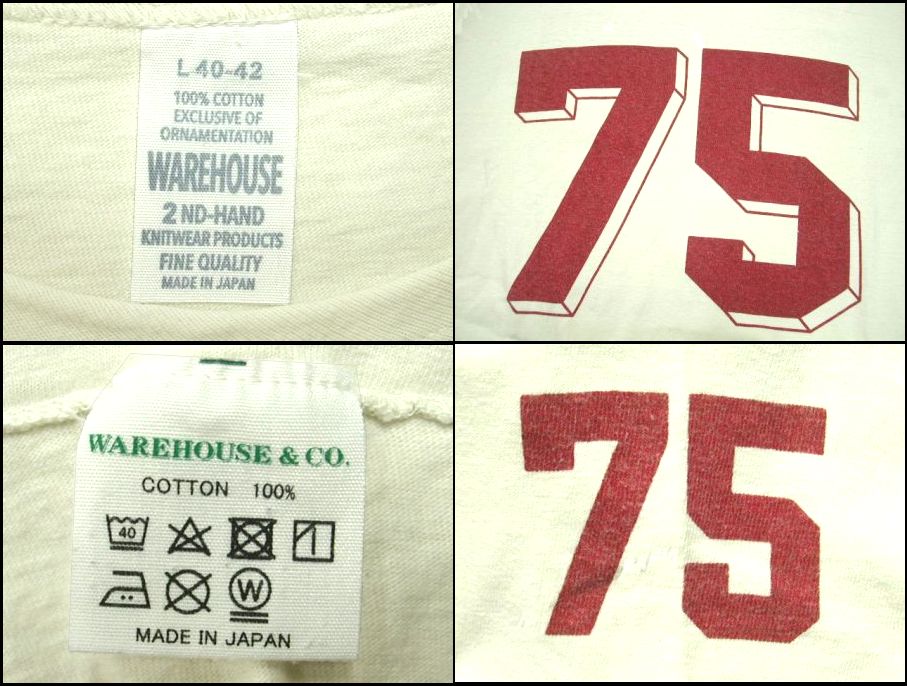 L 40-42
100% COTTON
EXCLUSIVE OF
ORNAMENTATION
WAREHOUSE
2 ND-HAND
KNITWEAR PRODUCTS
FINE QUALITY
MADE IN JAPAN
75
WAREHOUSE & CO.
COTTON 100%
40
W
MADE IN JAPAN
75